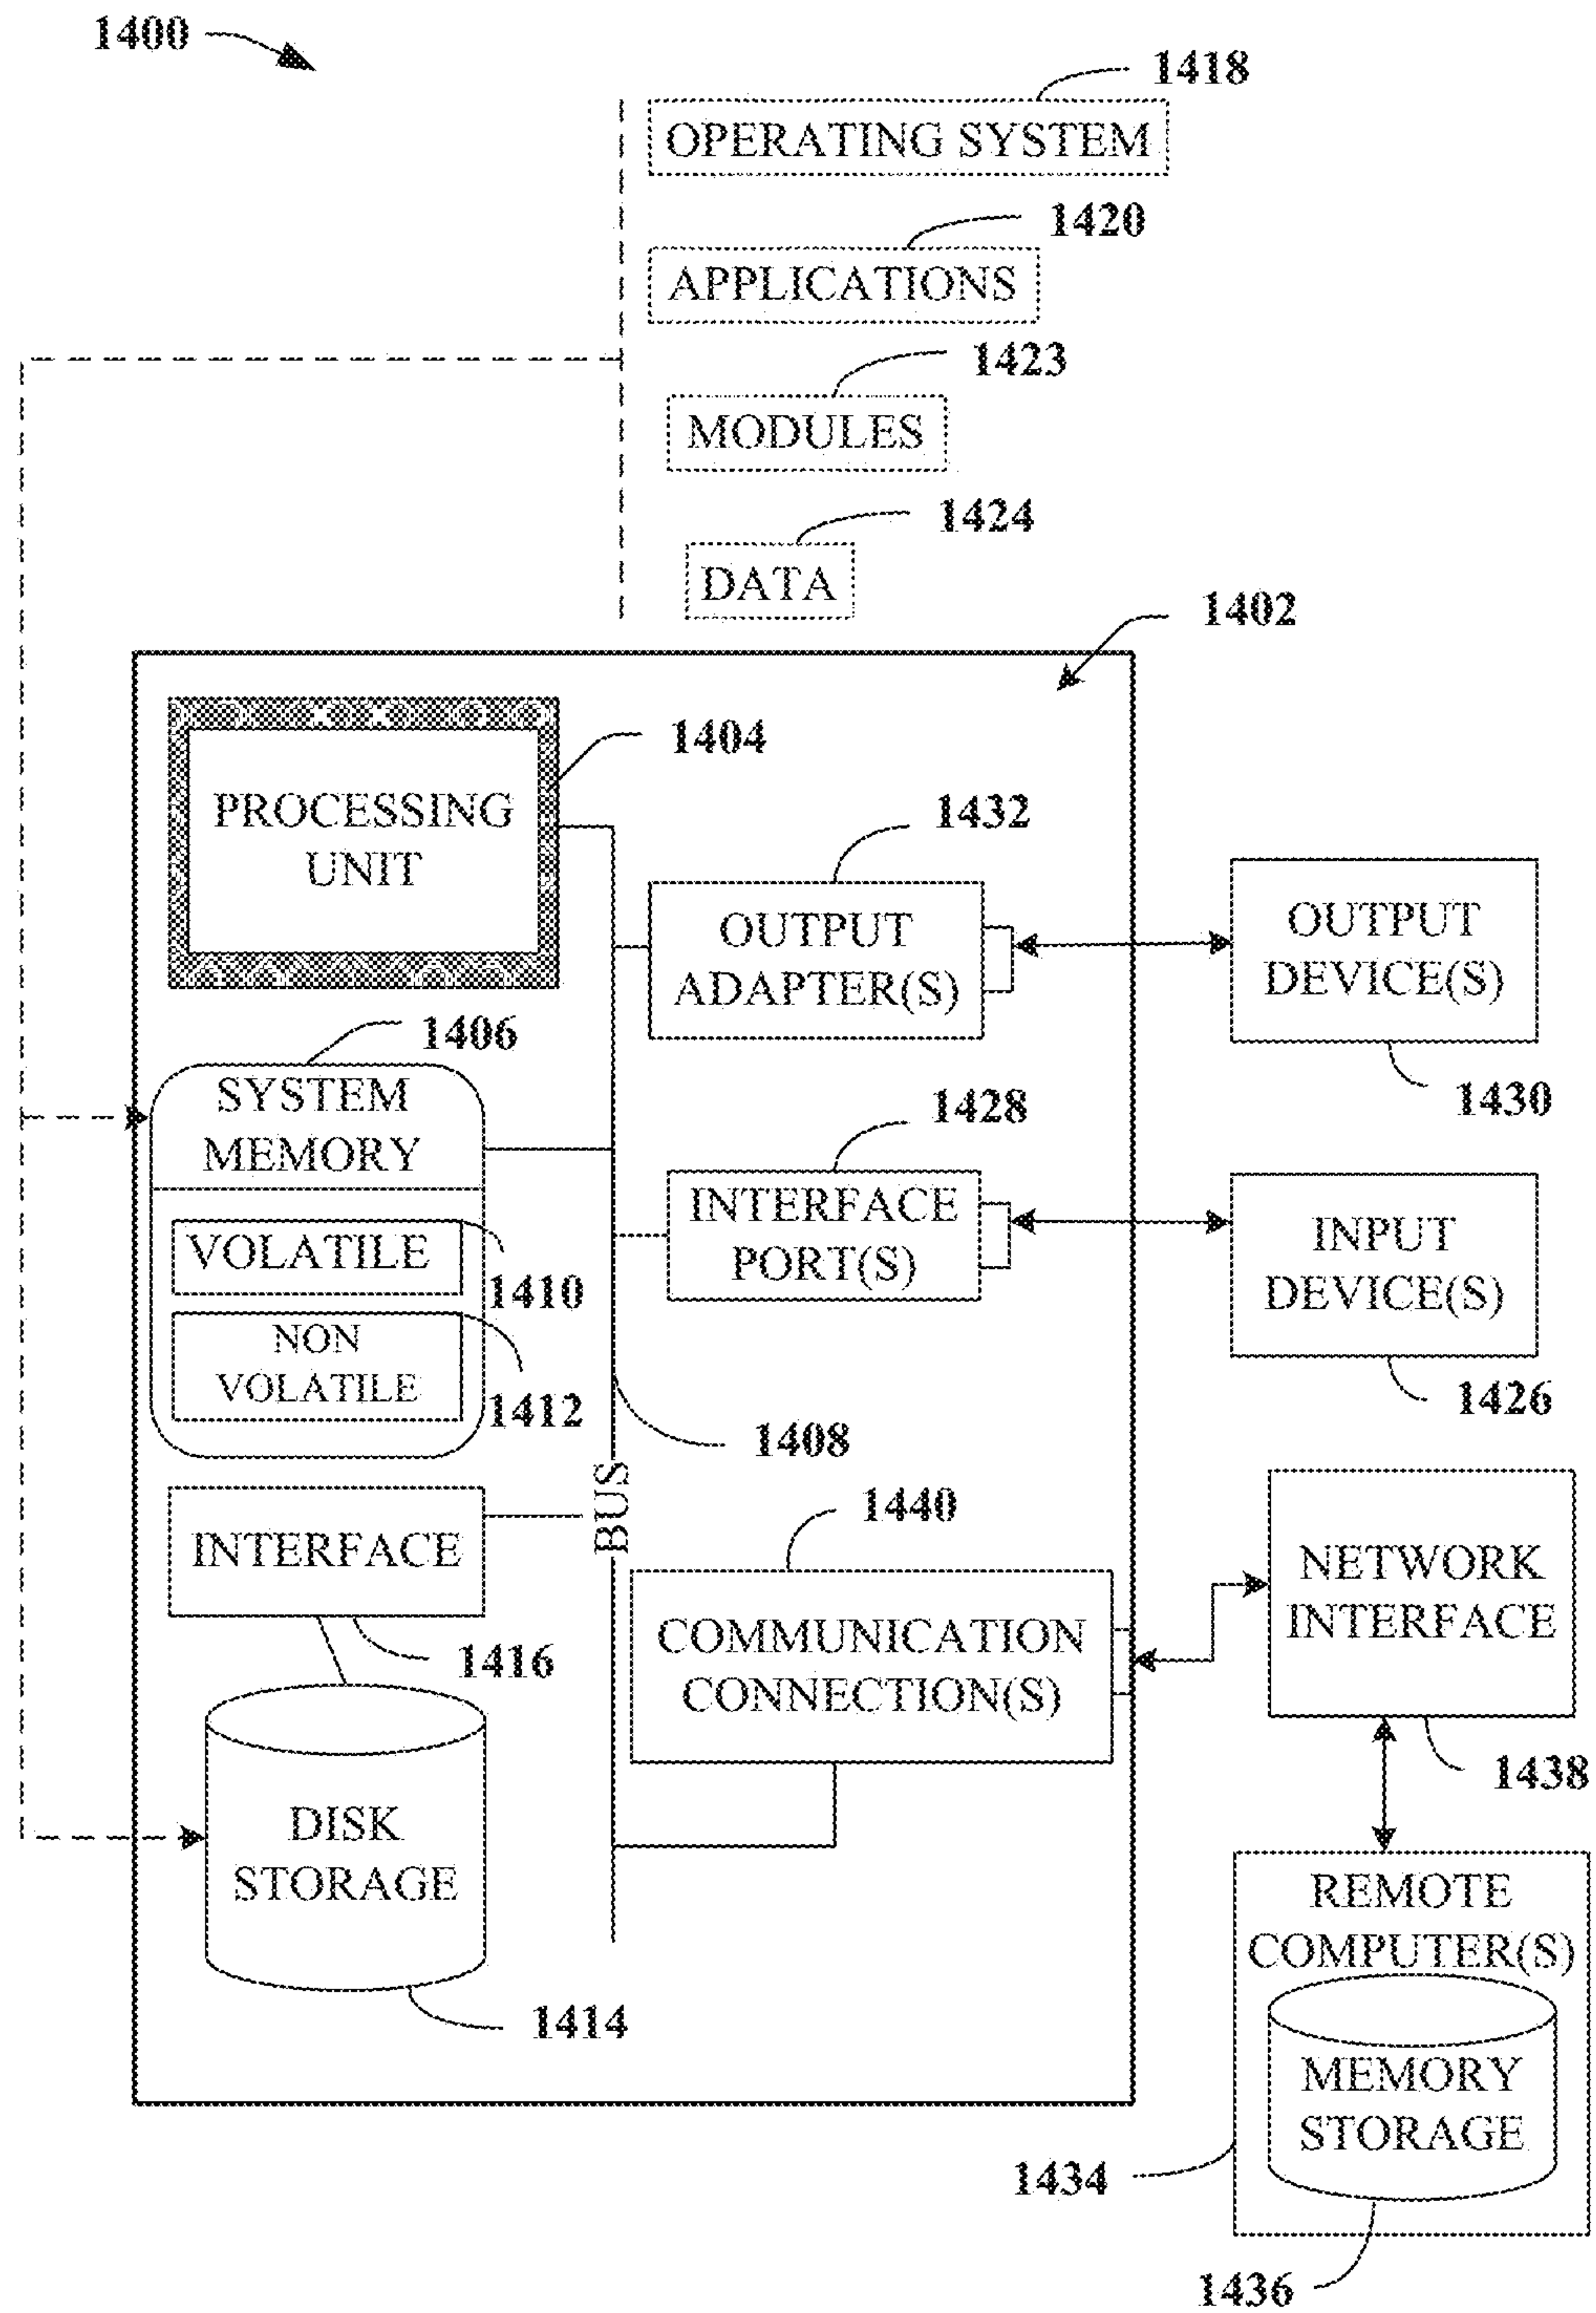 1400
1418
OPERATING SYSTEM
1420
APPLICATIONS
1423
MODULES
1424
DATA
1402
PROCESSING
UNIT
1404
1432
OUTPUT
ADAPTER(S)
OUTPUT
DEVICE(S)
1430
1406
SYSTEM
MEMORY
VOLATILE
1410
NON
VOLATILE
1412
1428
INTERFACE
PORT(S)
INPUT
DEVICE(S)
1426
1408
BUS
INTERFACE
1416
1440
COMMUNICATION
CONNECTION(S)
NETWORK
INTERFACE
1438
DISK
STORAGE
1414
REMOTE
COMPUTER(S)
MEMORY
STORAGE
1434
1436